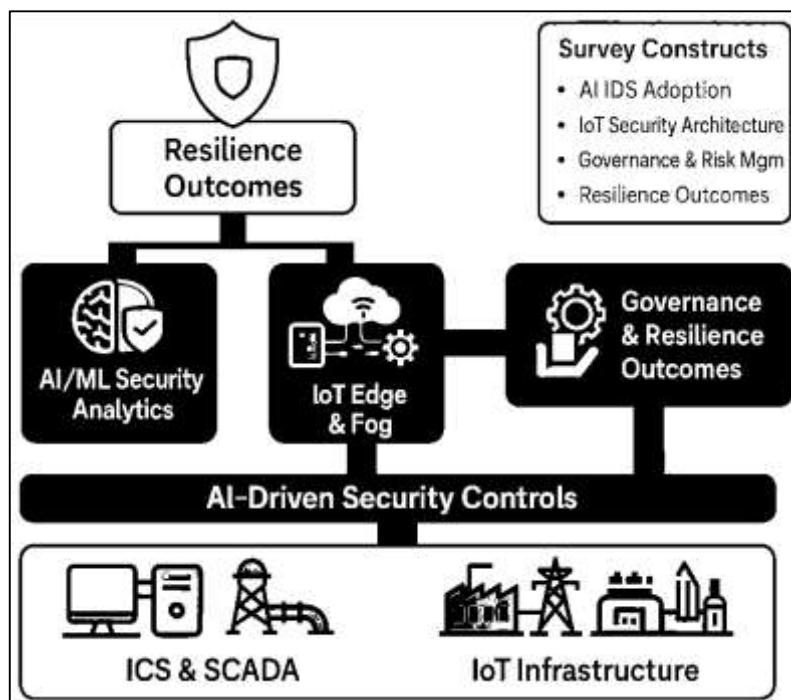 Survey Constructs
• AI IDS Adoption
• IoT Security Architecture
• Governance & Risk Mgm
• Resilience Outcomes
Resilience
Outcomes
AI/ML Security
Analytics
IoT Edge
& Fog
Governance
& Resilience
Outcomes
AI-Driven Security Controls
ICS & SCADA
IoT Infrastructure